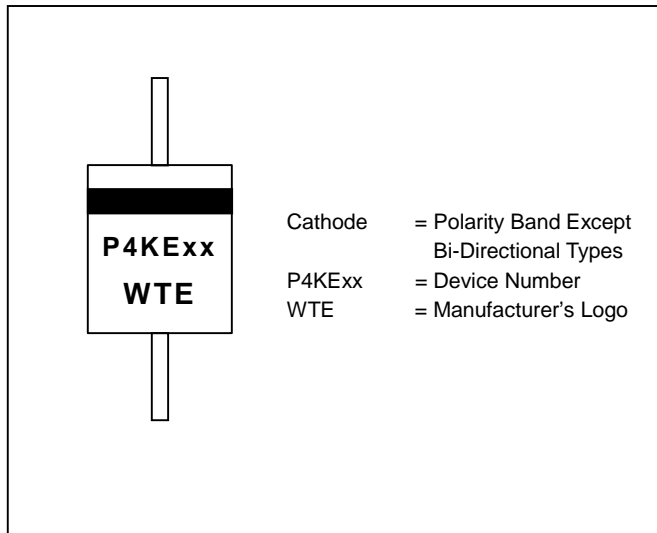 P4KExx
WTE
Cathode = Polarity Band Except
Bi-Directional Types
P4KExx = Device Number
WTE = Manufacturer's Logo